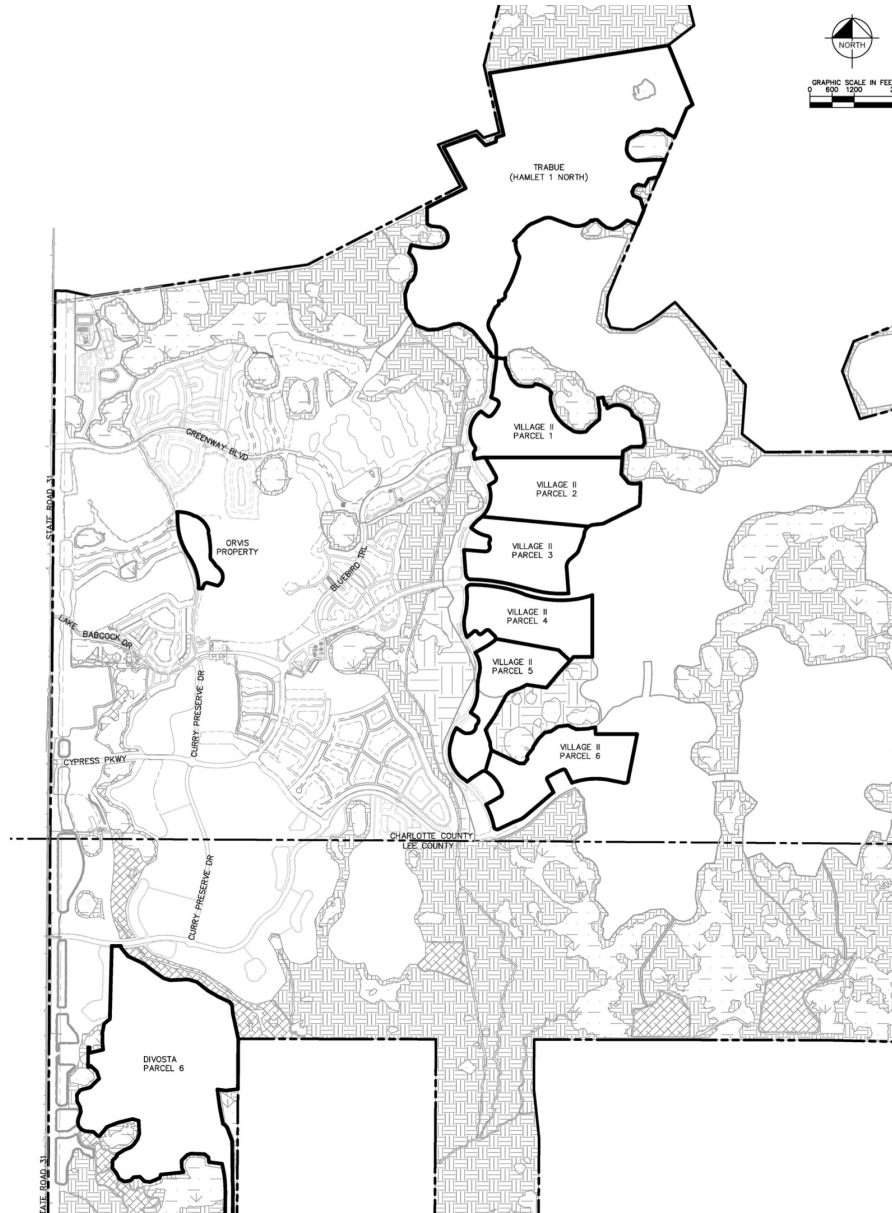 NORTH
GRAPHIC SCALE IN FEE
0 600 1200 2
TRABUE
(HAMLET 1 NORTH)
VILLAGE II
PARCEL 1
GREENWAY BLVD
VILLAGE II
PARCEL 2
STATE ROAD 31
ORVIS
PROPERTY
VILLAGE II
PARCEL 3
BLUEBIRD TRL
VILLAGE II
PARCEL 4
LAKE BABCOCK DR
VILLAGE II
PARCEL 5
CURRY PRESERVE DR
VILLAGE II
PARCEL 6
CYPRESS PKWY
CHARLOTTE COUNTY
LEE COUNTY
CURRY PRESERVE DR
DIVOSTA
PARCEL 6
TATE ROAD 31